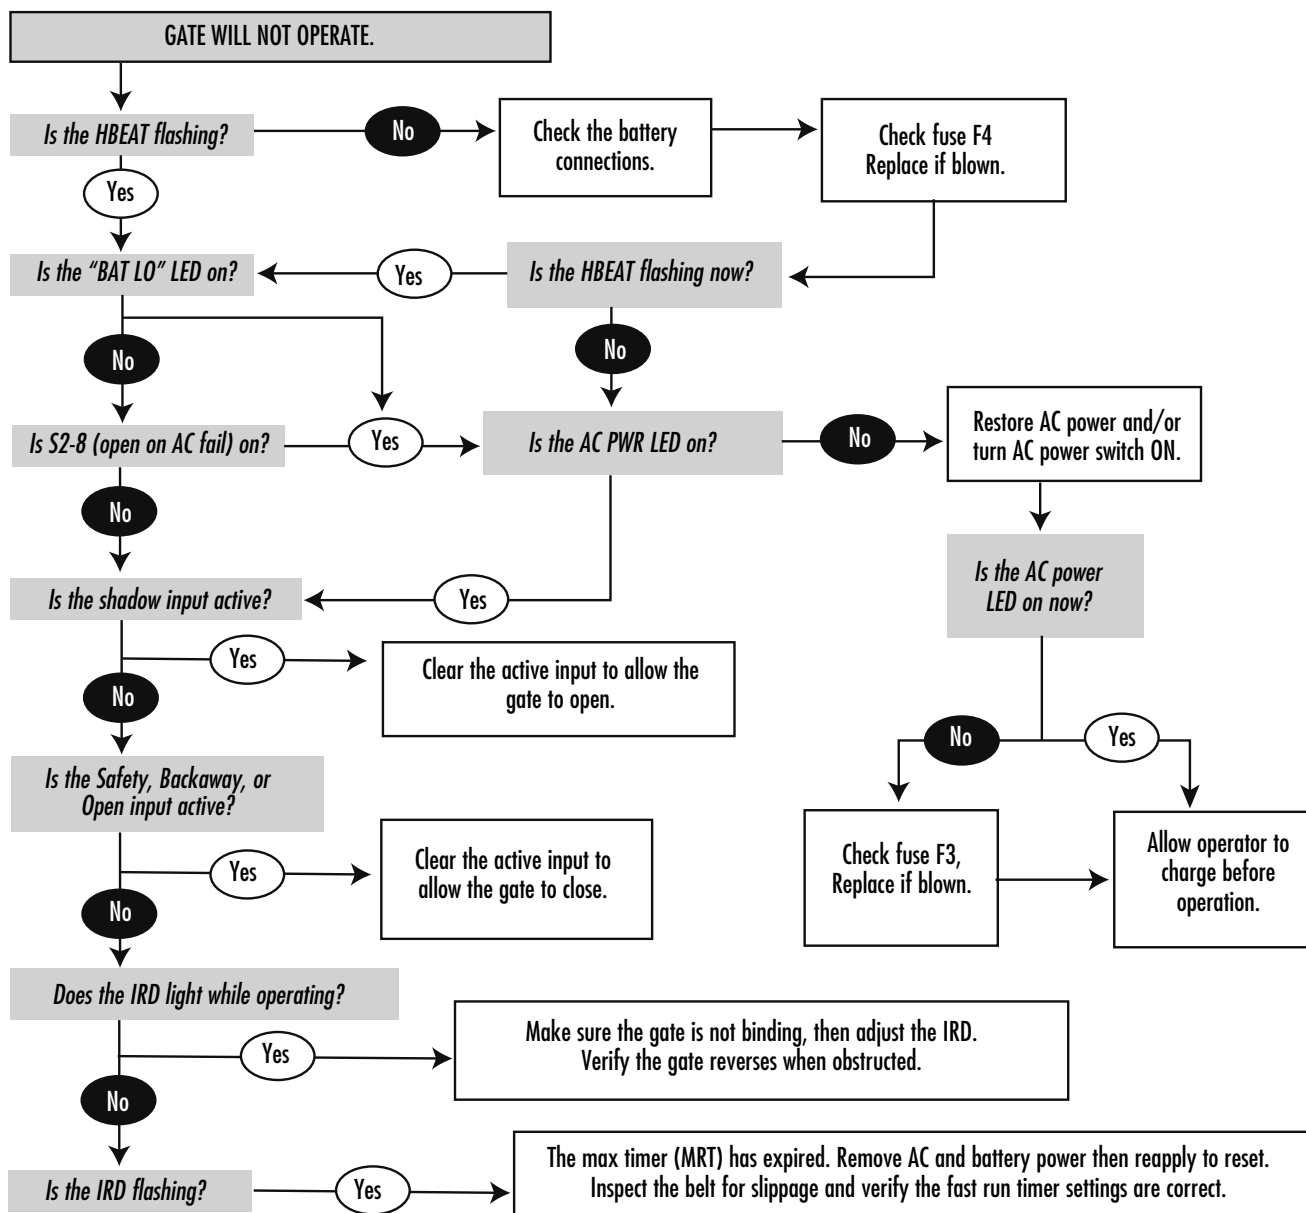 GATE WILL NOT OPERATE.
Is the HBEAT flashing?
No
Check the battery
connections.
Check fuse F4
Replace if blown.
Yes
Is the “BAT LO” LED on?
Yes
Is the HBEAT flashing now?
No
No
Is S2-8 (open on AC fail) on?
Yes
Is the AC PWR LED on?
No
Restore AC power and/or
turn AC power switch ON.
No
Is the AC power
LED on now?
Is the shadow input active?
Yes
Yes
Clear the active input to allow the
gate to open.
No
No
Yes
Is the Safety, Backaway, or
Open input active?
Yes
Clear the active input to
allow the gate to close.
Check fuse F3,
Replace if blown.
Allow operator to
charge before
operation.
No
Does the IRD light while operating?
Yes
Make sure the gate is not binding, then adjust the IRD.
Verify the gate reverses when obstructed.
No
Is the IRD flashing?
Yes
The max timer (MRT) has expired. Remove AC and battery power then reapply to reset.
Inspect the belt for slippage and verify the fast run timer settings are correct.